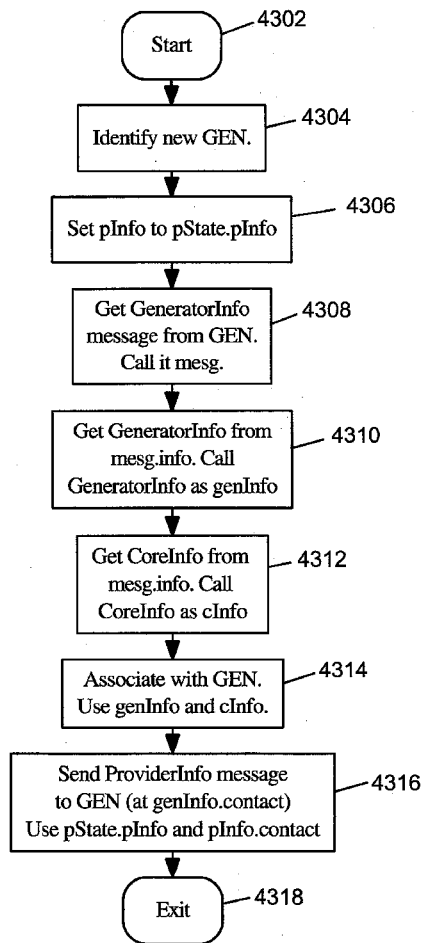 Start
4302
Identify new GEN.
4304
Set pInfo to pState.pInfo
4306
Get GeneratorInfo
message from GEN.
Call it mesg.
4308
Get GeneratorInfo from
mesg.info. Call
GeneratorInfo as genInfo
4310
Get CoreInfo from
mesg.info. Call
CoreInfo as cInfo
4312
Associate with GEN.
Use genInfo and cInfo.
4314
Send ProviderInfo message
to GEN (at genInfo.contact)
Use pState.pInfo and pInfo.contact
4316
Exit
4318